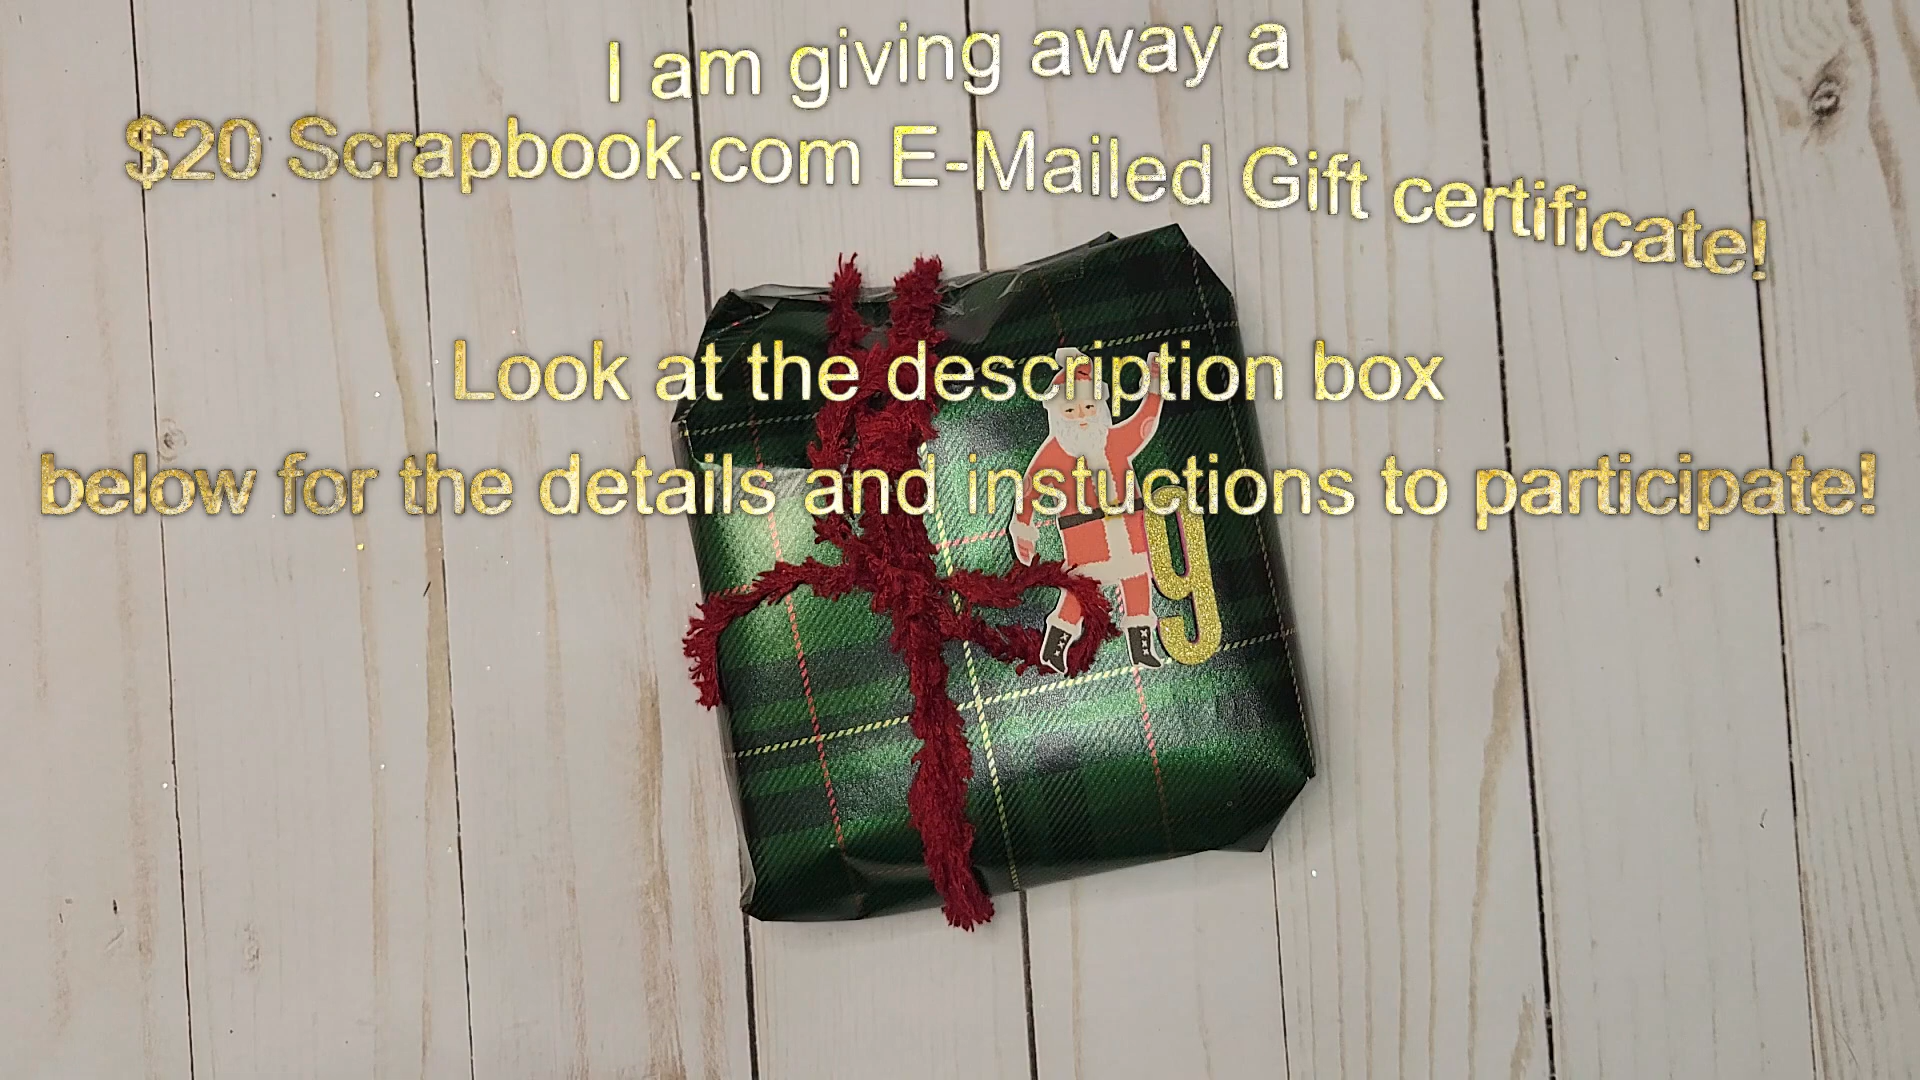 I am giving away a
$20 Scrapbook.com E-Mailed Gift certificate!
Look at the description box
below for the details and instuctions to participate!
9